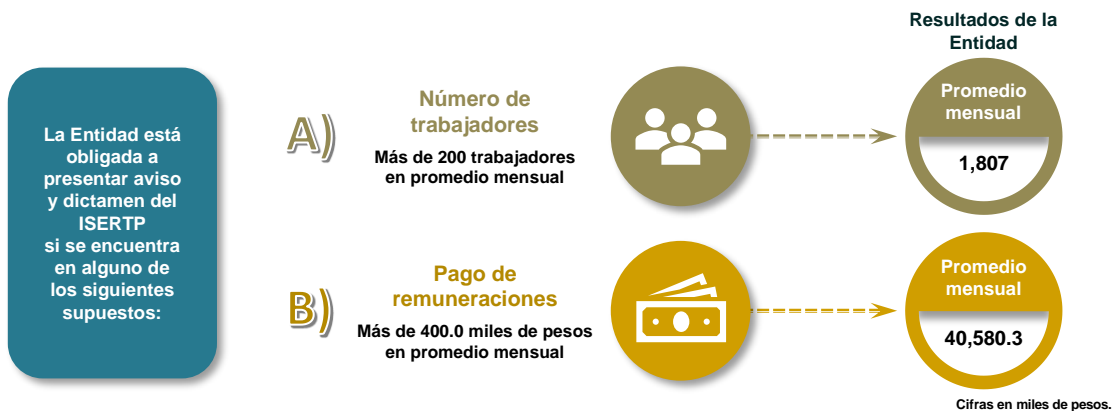 La Entidad está
obligada a
presentar aviso
y dictamen del
ISERTP
si se encuentra
en alguno de
los siguientes
supuestos:
A)
Número de
trabajadores
Más de 200 trabajadores
en promedio mensual
Resultados de la
Entidad
Promedio
mensual
1,807
B)
Pago de
remuneraciones
Más de 400.0 miles de pesos
en promedio mensual
Promedio
mensual
40,580.3
Cifras en miles de pesos.